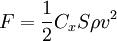 F = \frac{1}{2} C_x S \rho v^2